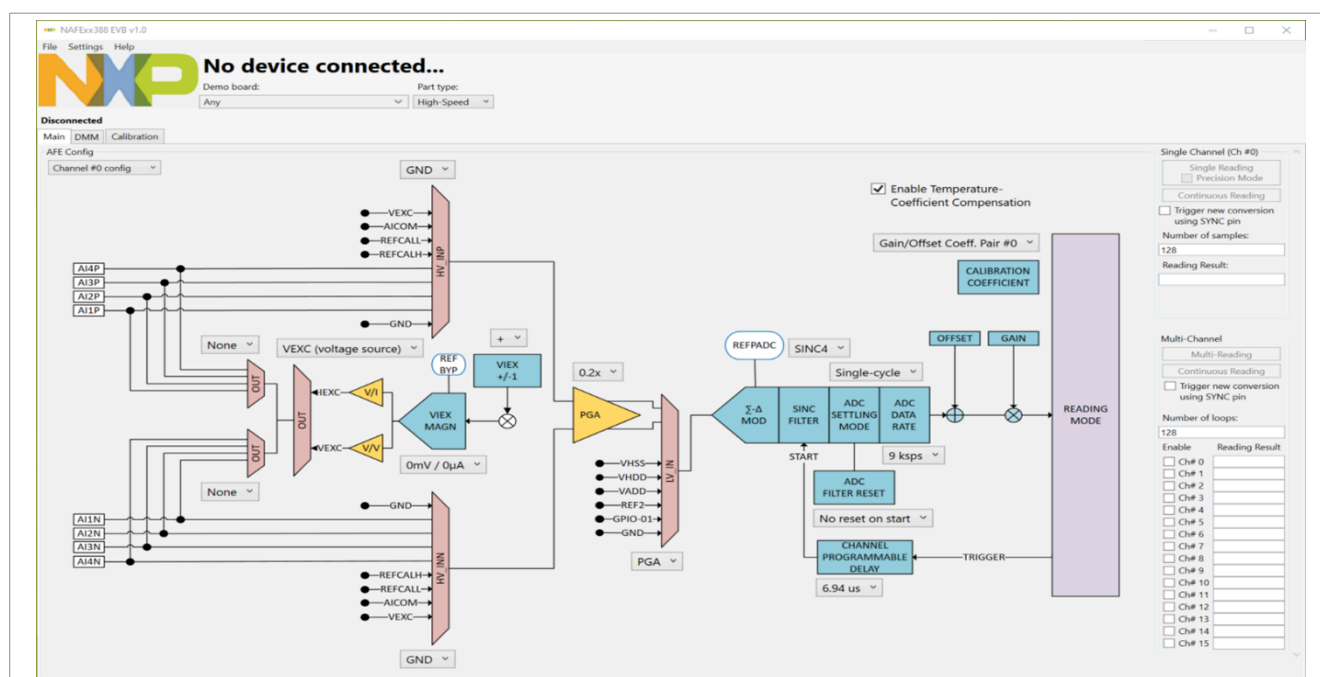 NXP NAFExx388 EVB v1.0
File Settings Help
NXP
No device connected...
Demo board:
Part type:
Any
High-Speed
Disconnected
Main DMM Calibration
AFE Config
Channel #0 config
GND
VEXC
AICOM
REFCALL
REFCALH
HV_INP
GND
AI4P
AI3P
AI2P
AI1P
None
VEXC (voltage source)
OUT
OUT
OUT
IEXC
V/I
VEXC
V/V
REF
BYP
VIEX
MAGN
0mV / 0µA
+
VIEX
+/-1
None
AI1N
AI2N
AI3N
AI4N
GND
REFCALH
REFCALL
AICOM
VEXC
HV_INN
GND
0.2x
PGA
VHSS
VHDD
VADD
REF2
GPIO-01
GND
LV_IN
PGA
Enable Temperature-
Coefficient Compensation
Gain/Offset Coeff. Pair #0
CALIBRATION
COEFFICIENT
REFPADC
SINC4
Single-cycle
OFFSET
GAIN
Σ-Δ
MOD
SINC
FILTER
ADC
SETTLING
MODE
ADC
DATA
RATE
9 ksps
START
ADC
FILTER RESET
No reset on start
CHANNEL
PROGRAMMABLE
DELAY
TRIGGER
6.94 us
READING
MODE
Single Channel (Ch #0)
Single Reading
Precision Mode
Continuous Reading
Trigger new conversion
using SYNC pin
Number of samples:
128
Reading Result:
Multi-Channel
Multi-Reading
Continuous Reading
Trigger new conversion
using SYNC pin
Number of loops:
128
Enable Reading Result
Ch# 0
Ch# 1
Ch# 2
Ch# 3
Ch# 4
Ch# 5
Ch# 6
Ch# 7
Ch# 8
Ch# 9
Ch# 10
Ch# 11
Ch# 12
Ch# 13
Ch# 14
Ch# 15